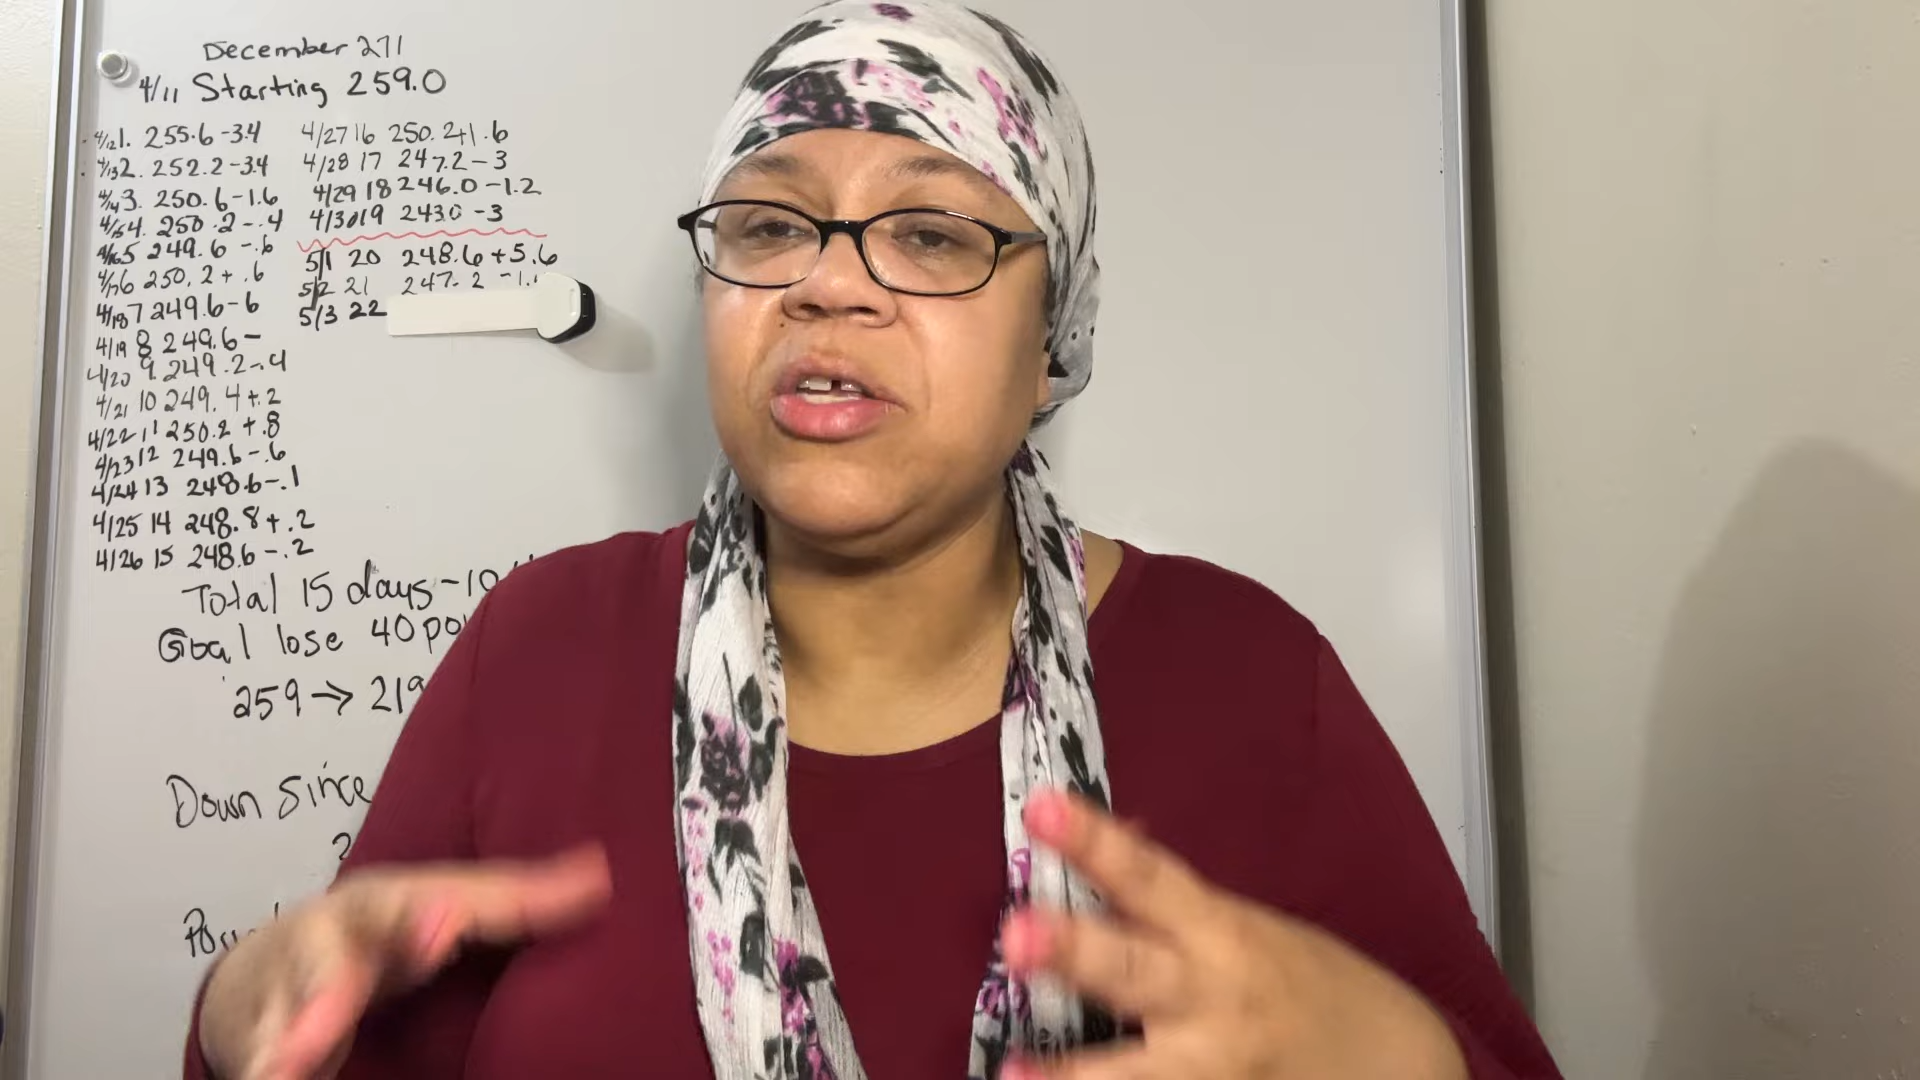 December 271
4/11 Starting 259.0
4/12 1. 255.6 -3.4
4/13 2. 252.2 -3.4
4/14 3. 250.6 -1.6
4/15 4. 250.2 -.4
4/16 5 249.6 -.6
4/17 6 250.2 + .6
4/18 7 249.6 - 6
4/19 8 249.6 -
4/20 9. 249.2 -.4
4/21 10 249.4 +.2
4/22 11 250.2 +.8
4/23 12 249.6 -.6
4/24 13 248.6 -.1
4/25 14 248.8 +.2
4/26 15 248.6 -.2
4/27 16 250.2 +1.6
4/28 17 247.2 - 3
4/29 18 246.0 -1.2
4/30 19 243.0 -3
5/1 20 248.6 +5.6
5/2 21 247.2 -1.
5/3 22
Total 15 days -10
Goal lose 40 po
259 → 219
Down since